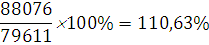 88076
79611 ×100% = 110,63%